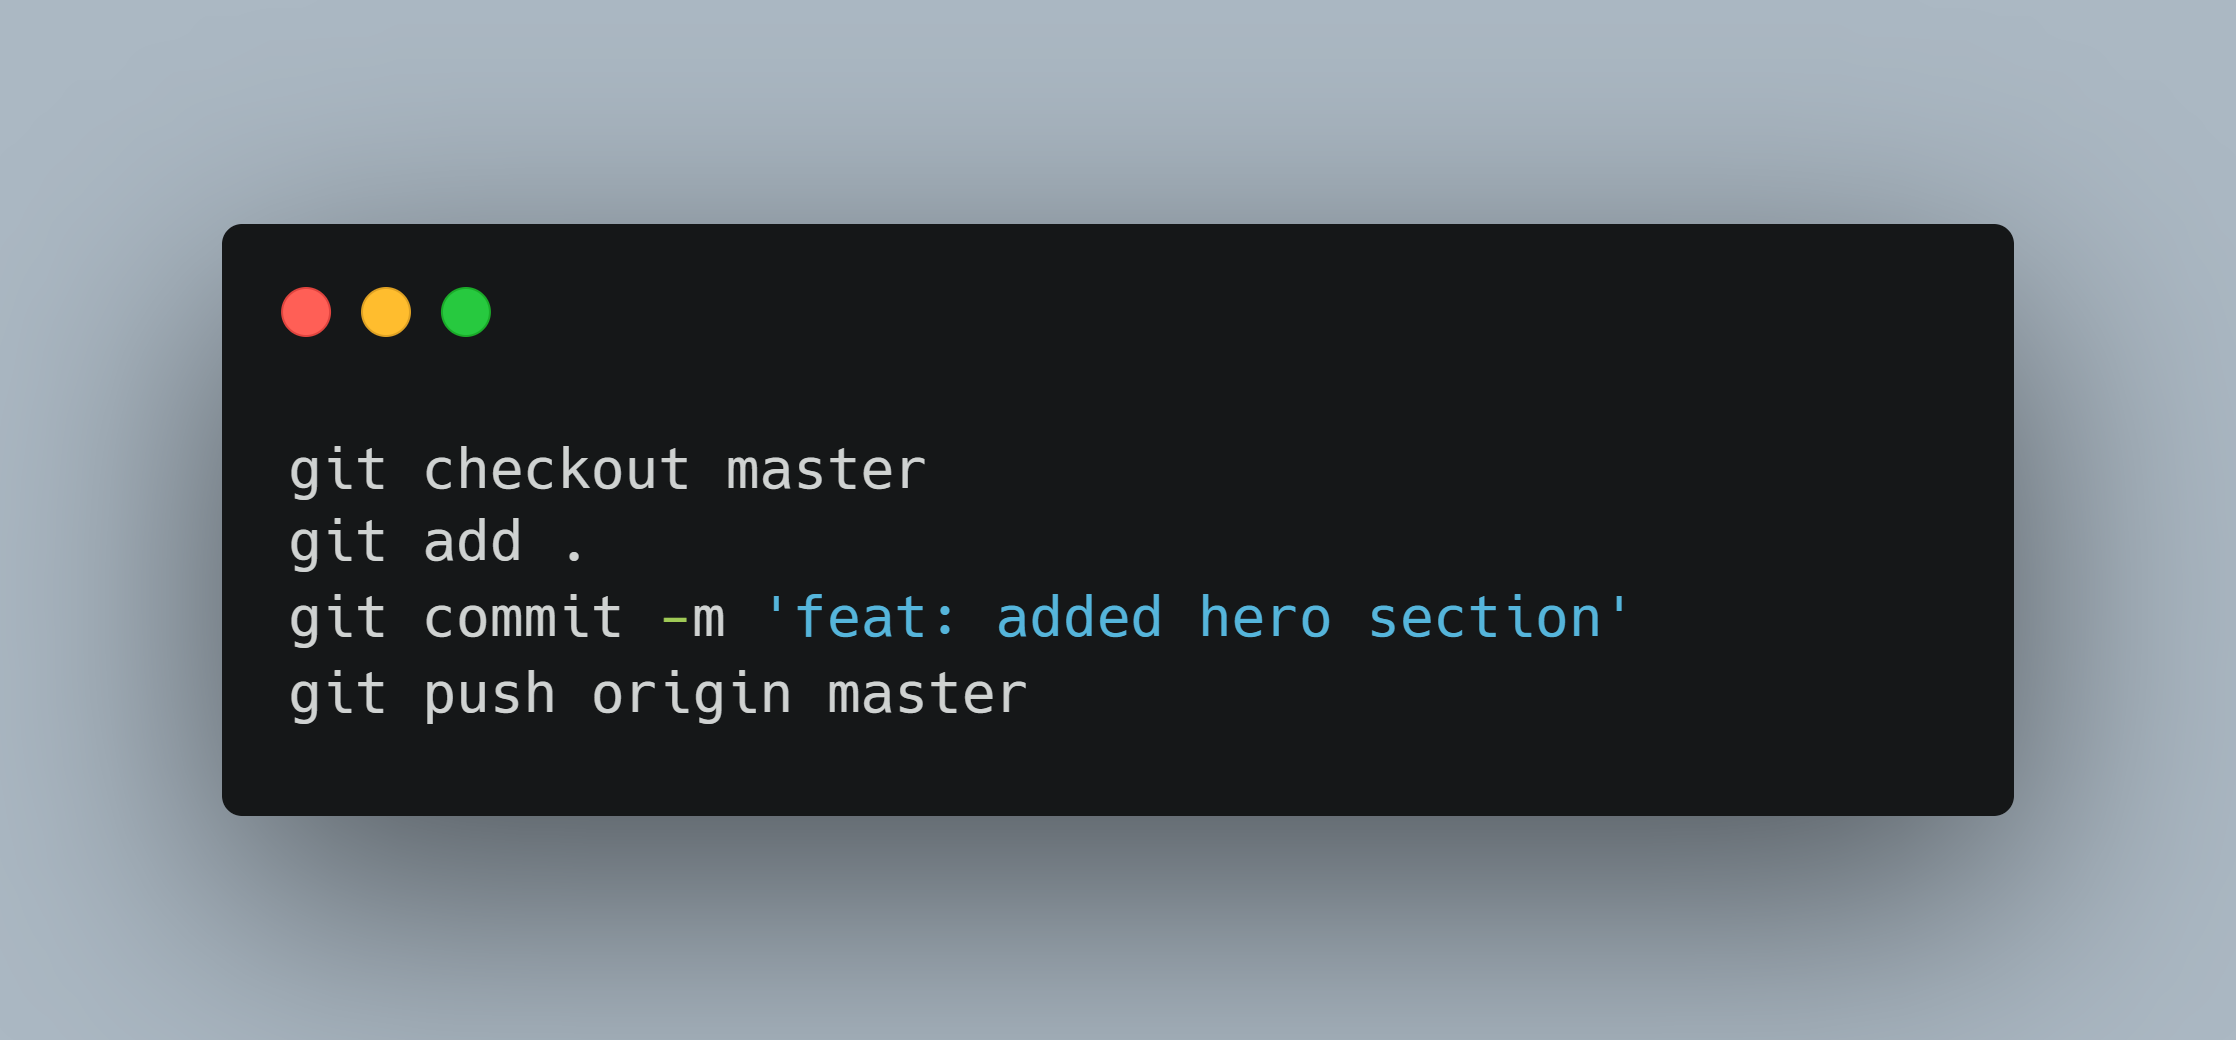 git checkout master
git add .
git commit -m 'feat: added hero section'
git push origin master